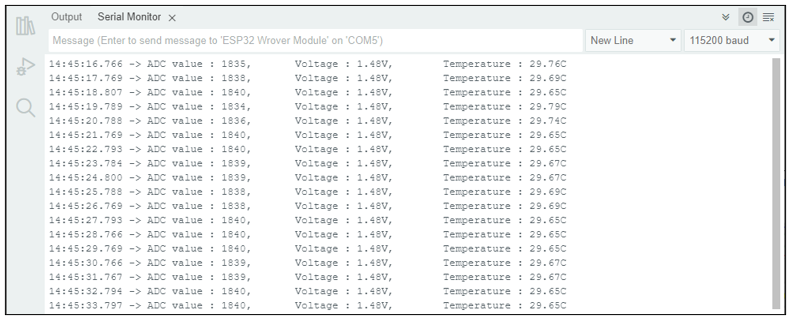 Output Serial Monitor ×
Message (Enter to send message to 'ESP32 Wrover Module' on 'COM5') New Line 115200 baud
14:45:16.766 -> ADC value : 1835, Voltage : 1.48V, Temperature : 29.76C
14:45:17.769 -> ADC value : 1838, Voltage : 1.48V, Temperature : 29.69C
14:45:18.807 -> ADC value : 1840, Voltage : 1.48V, Temperature : 29.65C
14:45:19.789 -> ADC value : 1834, Voltage : 1.48V, Temperature : 29.79C
14:45:20.788 -> ADC value : 1836, Voltage : 1.48V, Temperature : 29.74C
14:45:21.769 -> ADC value : 1840, Voltage : 1.48V, Temperature : 29.65C
14:45:22.793 -> ADC value : 1840, Voltage : 1.48V, Temperature : 29.65C
14:45:23.784 -> ADC value : 1839, Voltage : 1.48V, Temperature : 29.67C
14:45:24.800 -> ADC value : 1839, Voltage : 1.48V, Temperature : 29.67C
14:45:25.788 -> ADC value : 1838, Voltage : 1.48V, Temperature : 29.69C
14:45:26.769 -> ADC value : 1838, Voltage : 1.48V, Temperature : 29.69C
14:45:27.793 -> ADC value : 1840, Voltage : 1.48V, Temperature : 29.65C
14:45:28.766 -> ADC value : 1840, Voltage : 1.48V, Temperature : 29.65C
14:45:29.769 -> ADC value : 1840, Voltage : 1.48V, Temperature : 29.65C
14:45:30.766 -> ADC value : 1839, Voltage : 1.48V, Temperature : 29.67C
14:45:31.767 -> ADC value : 1839, Voltage : 1.48V, Temperature : 29.67C
14:45:32.794 -> ADC value : 1840, Voltage : 1.48V, Temperature : 29.65C
14:45:33.797 -> ADC value : 1840, Voltage : 1.48V, Temperature : 29.65C